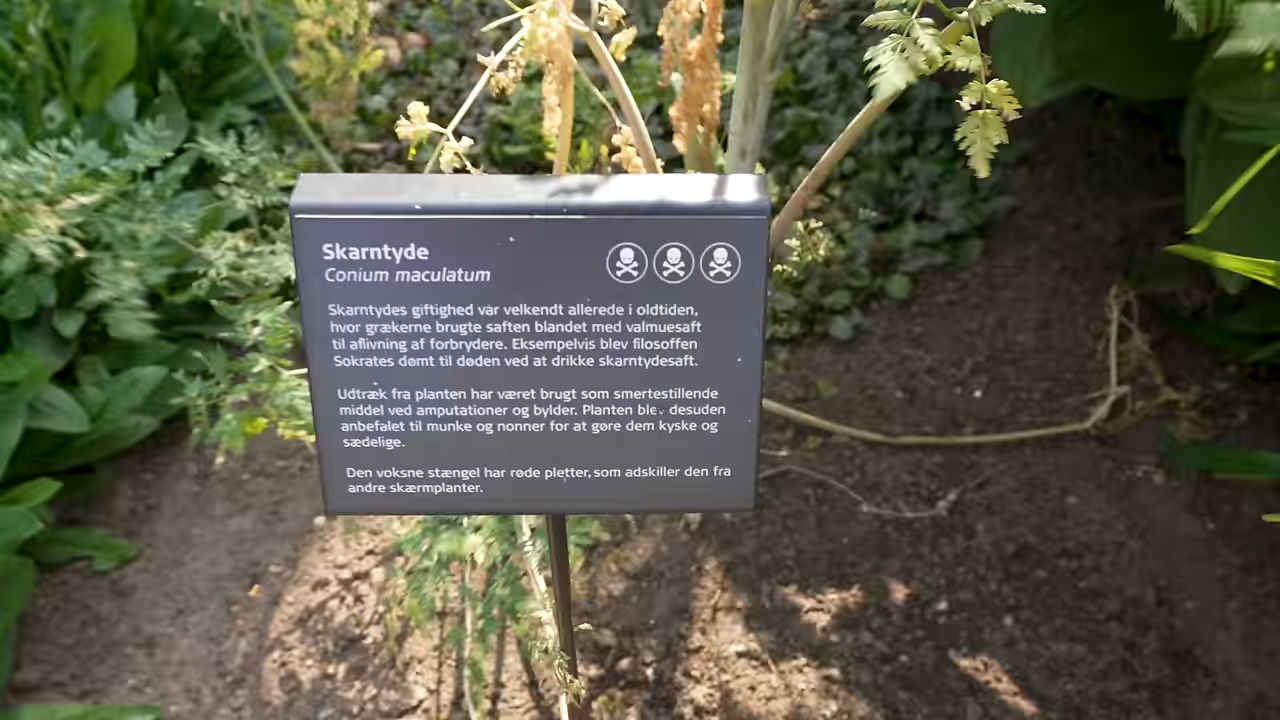 Skarntyde
Conium maculatum
Skarntydes giftighed var velkendt allerede i oldtiden,
hvor grækerne brugte saften blandet med valmuesaft
til aflivning af forbrydere. Eksempelvis blev filosoffen
Sokrates dømt til døden ved at drikke skarntydesaft.
Udtræk fra planten har været brugt som smertestillende
middel ved amputationer og bylder. Planten blev desuden
anbefalet til munke og nonner for at gøre dem kyske og
sædelige.
Den voksne stængel har røde pletter, som adskiller den fra
andre skærmplanter.